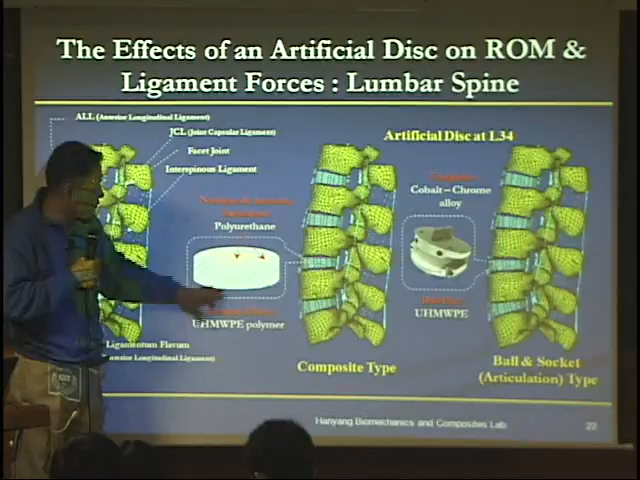 The Effects of an Artificial Disc on ROM &
Ligament Forces : Lumbar Spine
ALL (Anterior Longitudinal Ligament)
JCL (Joint Capsular Ligament)
Facet Joint
Interspinous Ligament
Artificial Disc at L34
Polyurethane
UHMWPE polymer
Cobalt – Chrome
alloy
UHMWPE
Ligamentum Flavum
Longitudinal Ligament)
Composite Type
Ball & Socket
(Articulation) Type
Hanyang Biomechanics and Composites Lab.
22